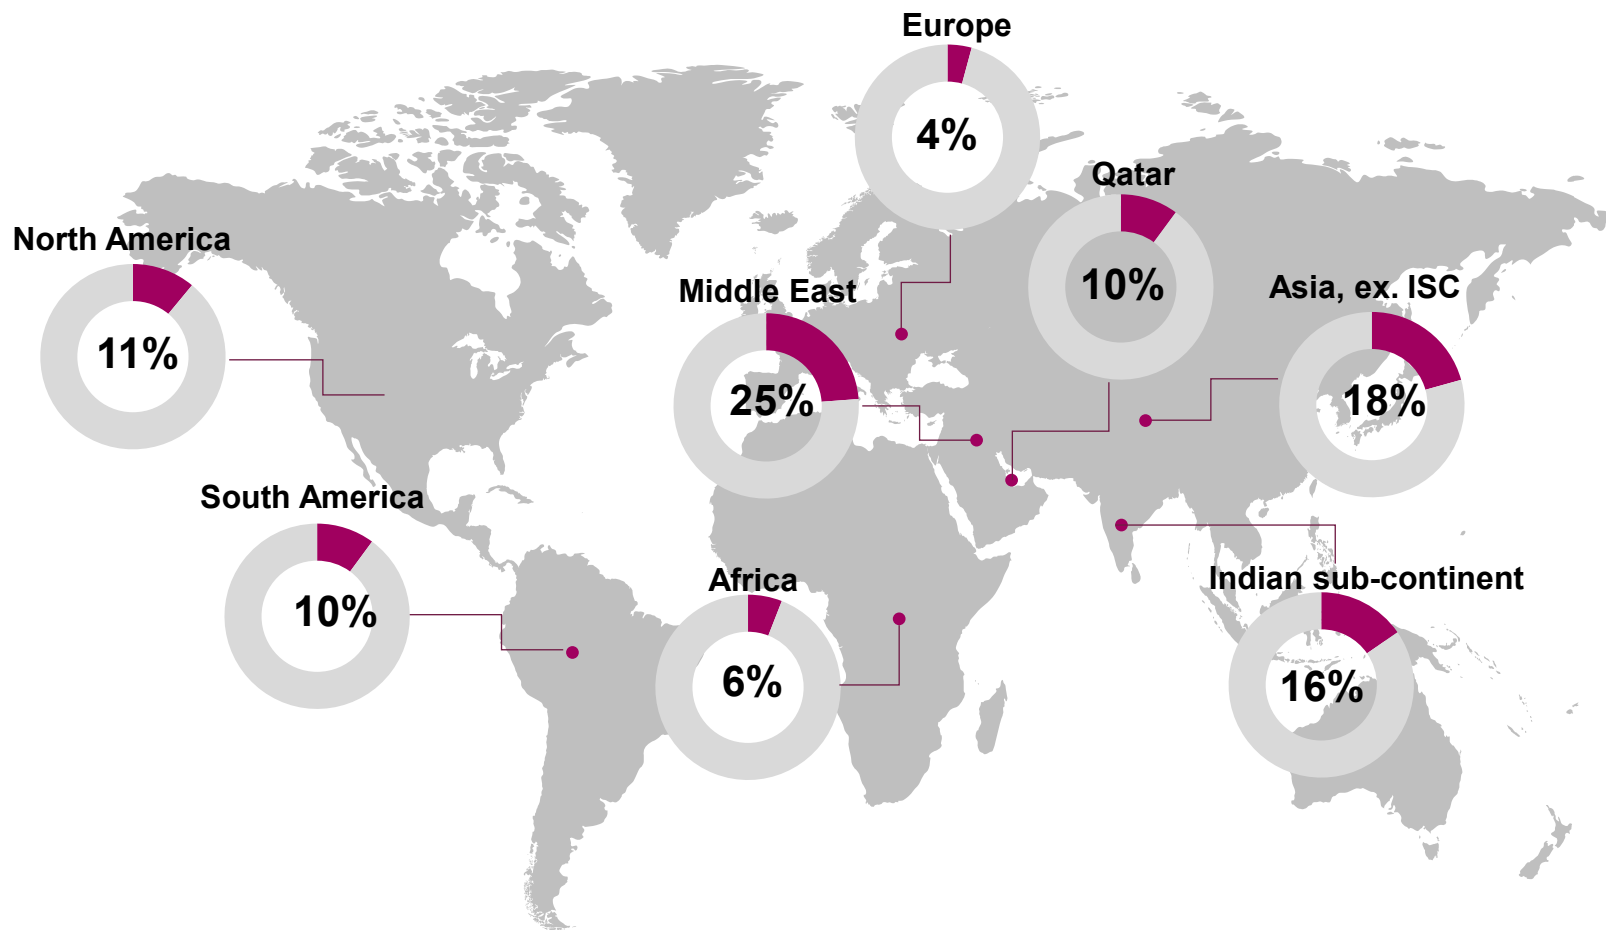 Europe
4%
Qatar
10%
North America
11%
Middle East
25%
Asia, ex. ISC
18%
South America
10%
Africa
6%
Indian sub-continent
16%